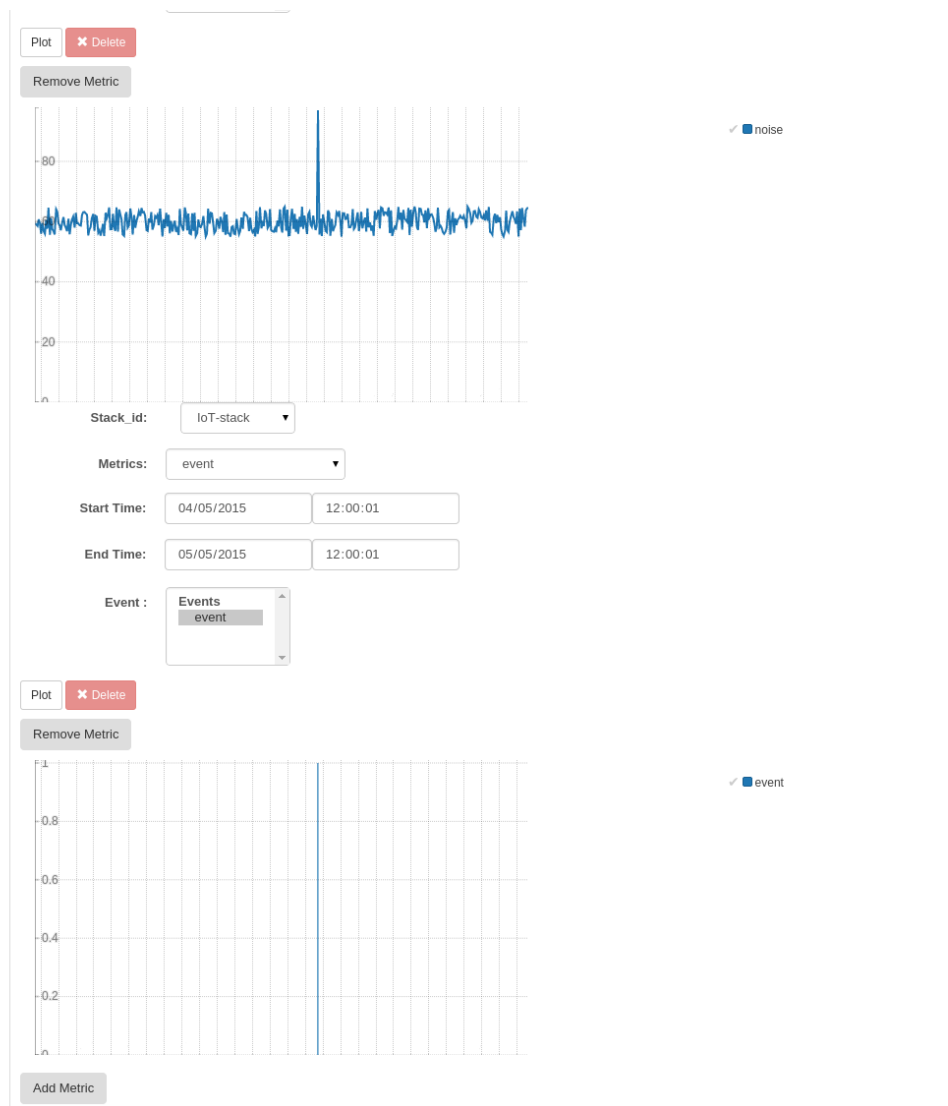 Plot ✖ Delete
Remove Metric
✔ noise
80
60
40
20
0
Stack_id: IoT-stack
Metrics: event
Start Time: 04/05/2015 12:00:01
End Time: 05/05/2015 12:00:01
Event : Events
event
Plot ✖ Delete
Remove Metric
1
✔ event
0.8
0.6
0.4
0.2
0
Add Metric